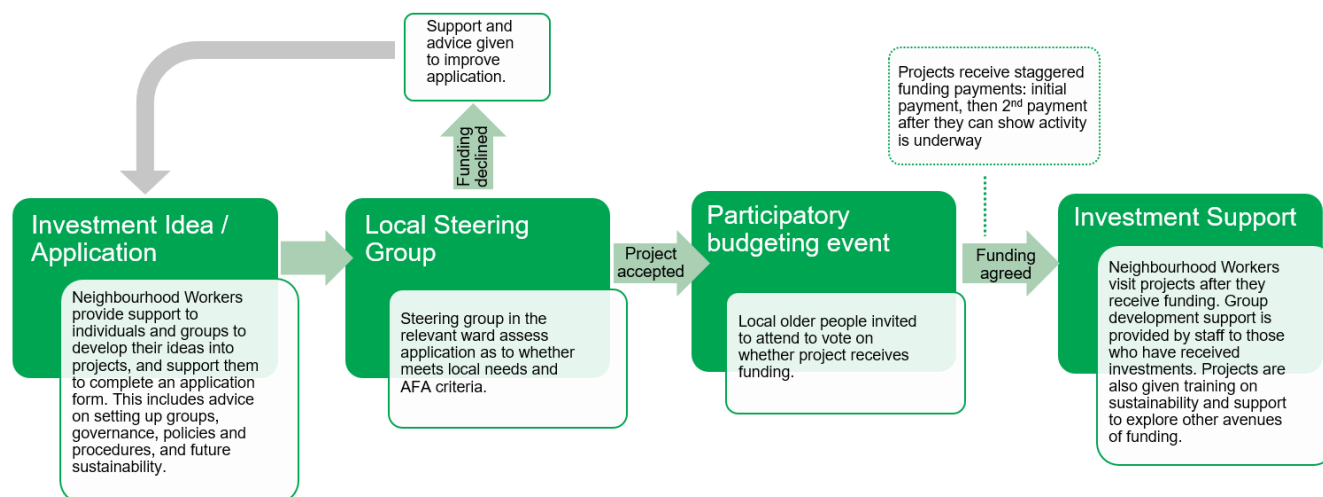 Support and
advice given
to improve
application.
Projects receive staggered
funding payments: initial
payment, then 2nd payment
after they can show activity
is underway
Funding
declined
Investment Idea /
Application
Neighbourhood Workers
provide support to
individuals and groups to
develop their ideas into
projects, and support them
to complete an application
form. This includes advice
on setting up groups,
governance, policies and
procedures, and future
sustainability.
Local Steering
Group
Steering group in the
relevant ward assess
application as to whether
meets local needs and
AFA criteria.
Project
accepted
Participatory
budgeting event
Local older people invited
to attend to vote on
whether project receives
funding.
Funding
agreed
Investment Support
Neighbourhood Workers
visit projects after they
receive funding. Group
development support is
provided by staff to those
who have received
investments. Projects are
also given training on
sustainability and support
to explore other avenues
of funding.